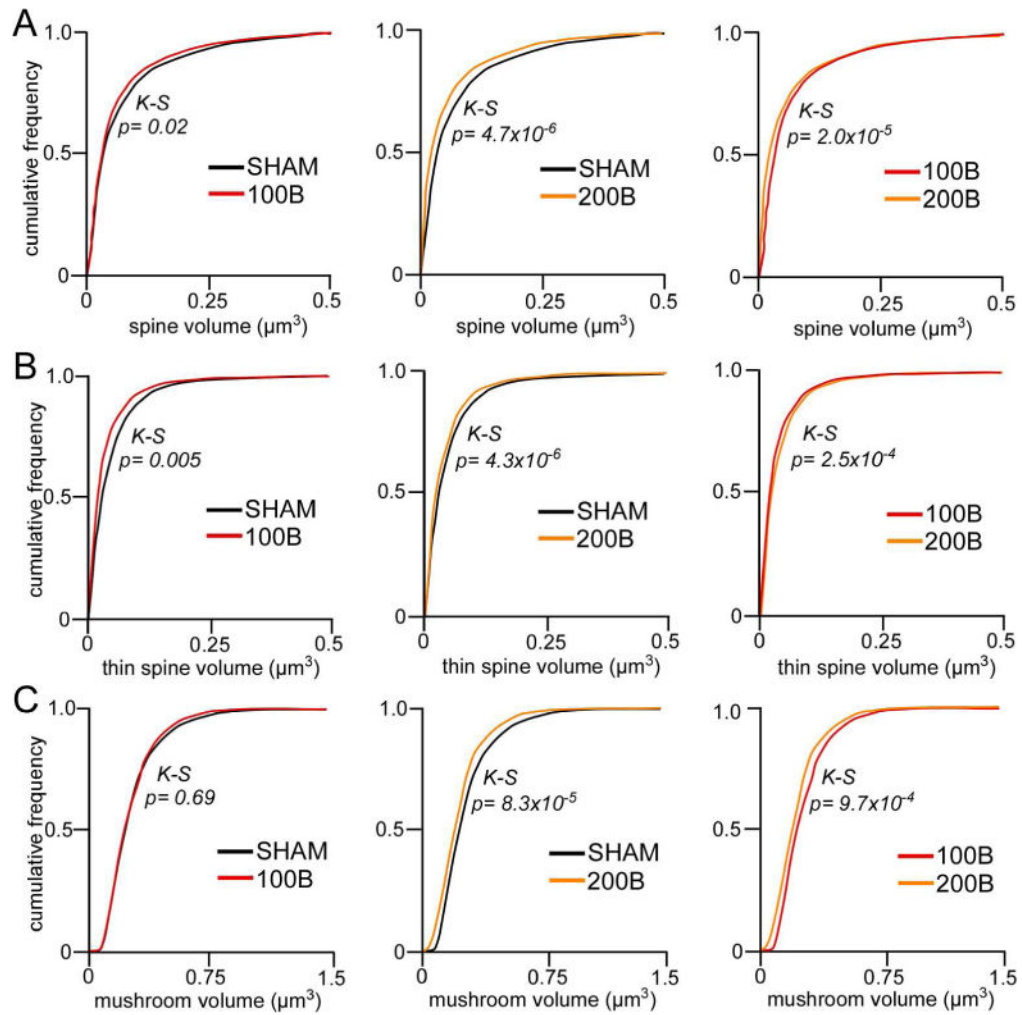 A
cumulative frequency
1.0
0.5
0
K-S
p= 0.02
SHAM
100B
0
0.25
0.5
spine volume (µm³)
1.0
0.5
0
K-S
p= 4.7x10⁻⁶
SHAM
200B
0
0.25
0.5
spine volume (µm³)
1.0
0.5
0
K-S
p= 2.0x10⁻⁵
100B
200B
0
0.25
0.5
spine volume (µm³)
B
cumulative frequency
1.0
0.5
0
K-S
p= 0.005
SHAM
100B
0
0.25
0.5
thin spine volume (µm³)
1.0
0.5
0
K-S
p= 4.3x10⁻⁶
SHAM
200B
0
0.25
0.5
thin spine volume (µm³)
1.0
0.5
0
K-S
p= 2.5x10⁻⁴
100B
200B
0
0.25
0.5
thin spine volume (µm³)
C
cumulative frequency
1.0
0.5
0
K-S
p= 0.69
SHAM
100B
0
0.75
1.5
mushroom volume (µm³)
1.0
0.5
0
K-S
p= 8.3x10⁻⁵
SHAM
200B
0
0.75
1.5
mushroom volume (µm³)
1.0
0.5
0
K-S
p= 9.7x10⁻⁴
100B
200B
0
0.75
1.5
mushroom volume (µm³)